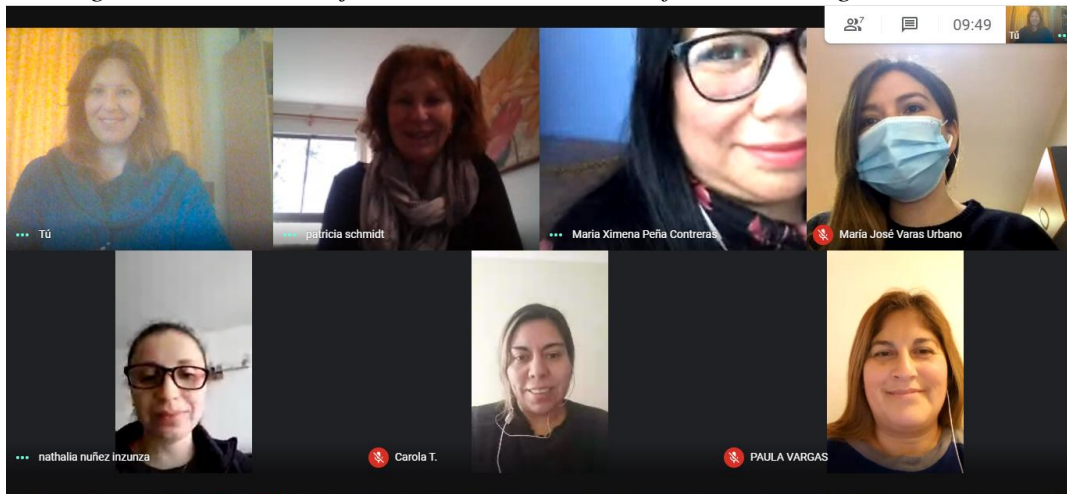 7
09:49
Tú
Tú
patricia schmidt
Maria Ximena Peña Contreras
María José Varas Urbano
nathalia nuñez inzunza
Carola T.
PAULA VARGAS